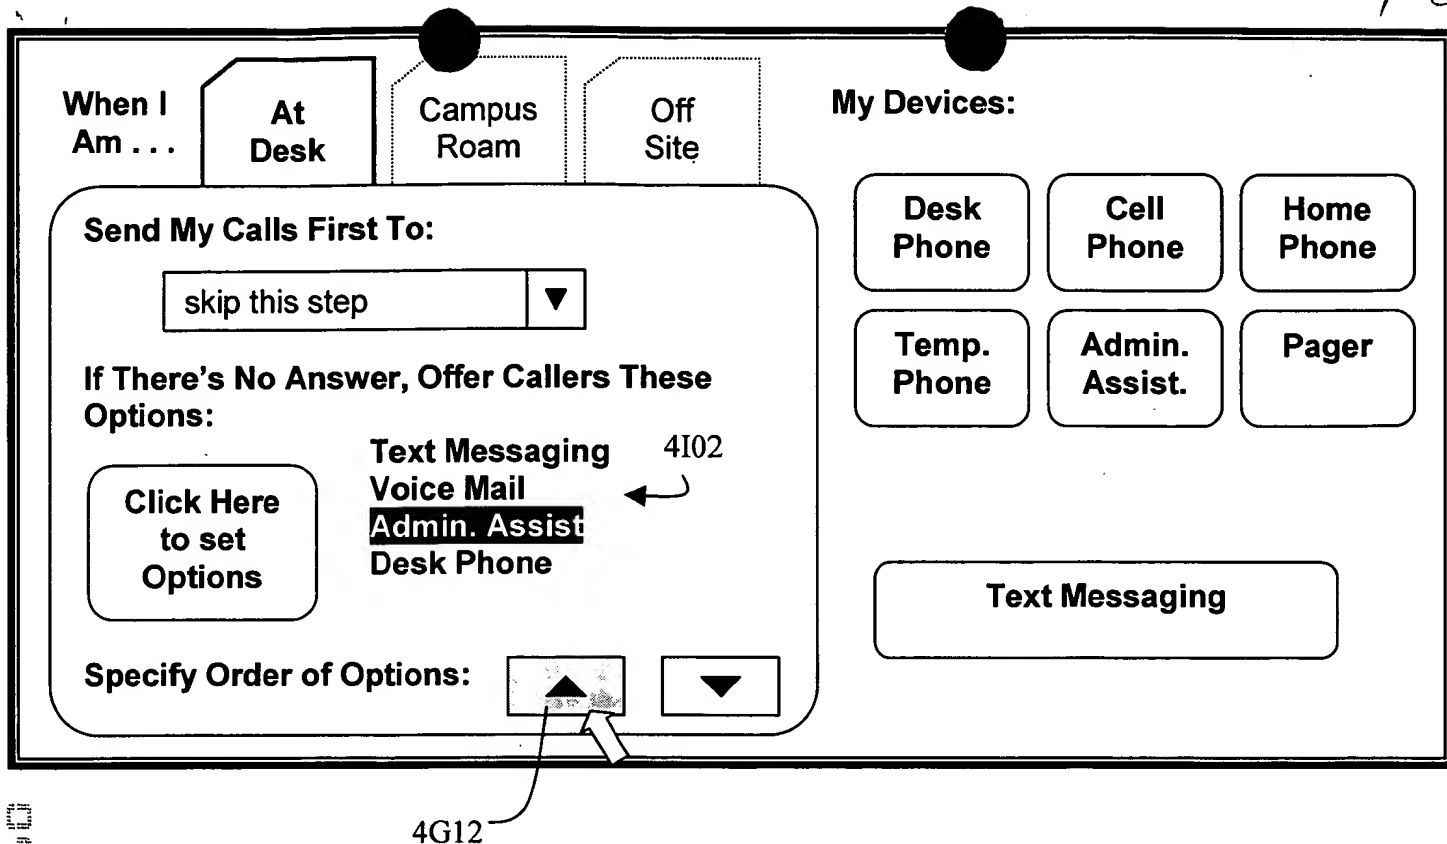 When I
Am . . .
At
Desk
Campus
Roam
Off
Site
My Devices:
Send My Calls First To:
skip this step
If There's No Answer, Offer Callers These
Options:
Click Here
to set
Options
Text Messaging
Voice Mail
Admin. Assist
Desk Phone
4I02
Specify Order of Options:
4G12
Desk
Phone
Cell
Phone
Home
Phone
Temp.
Phone
Admin.
Assist.
Pager
Text Messaging